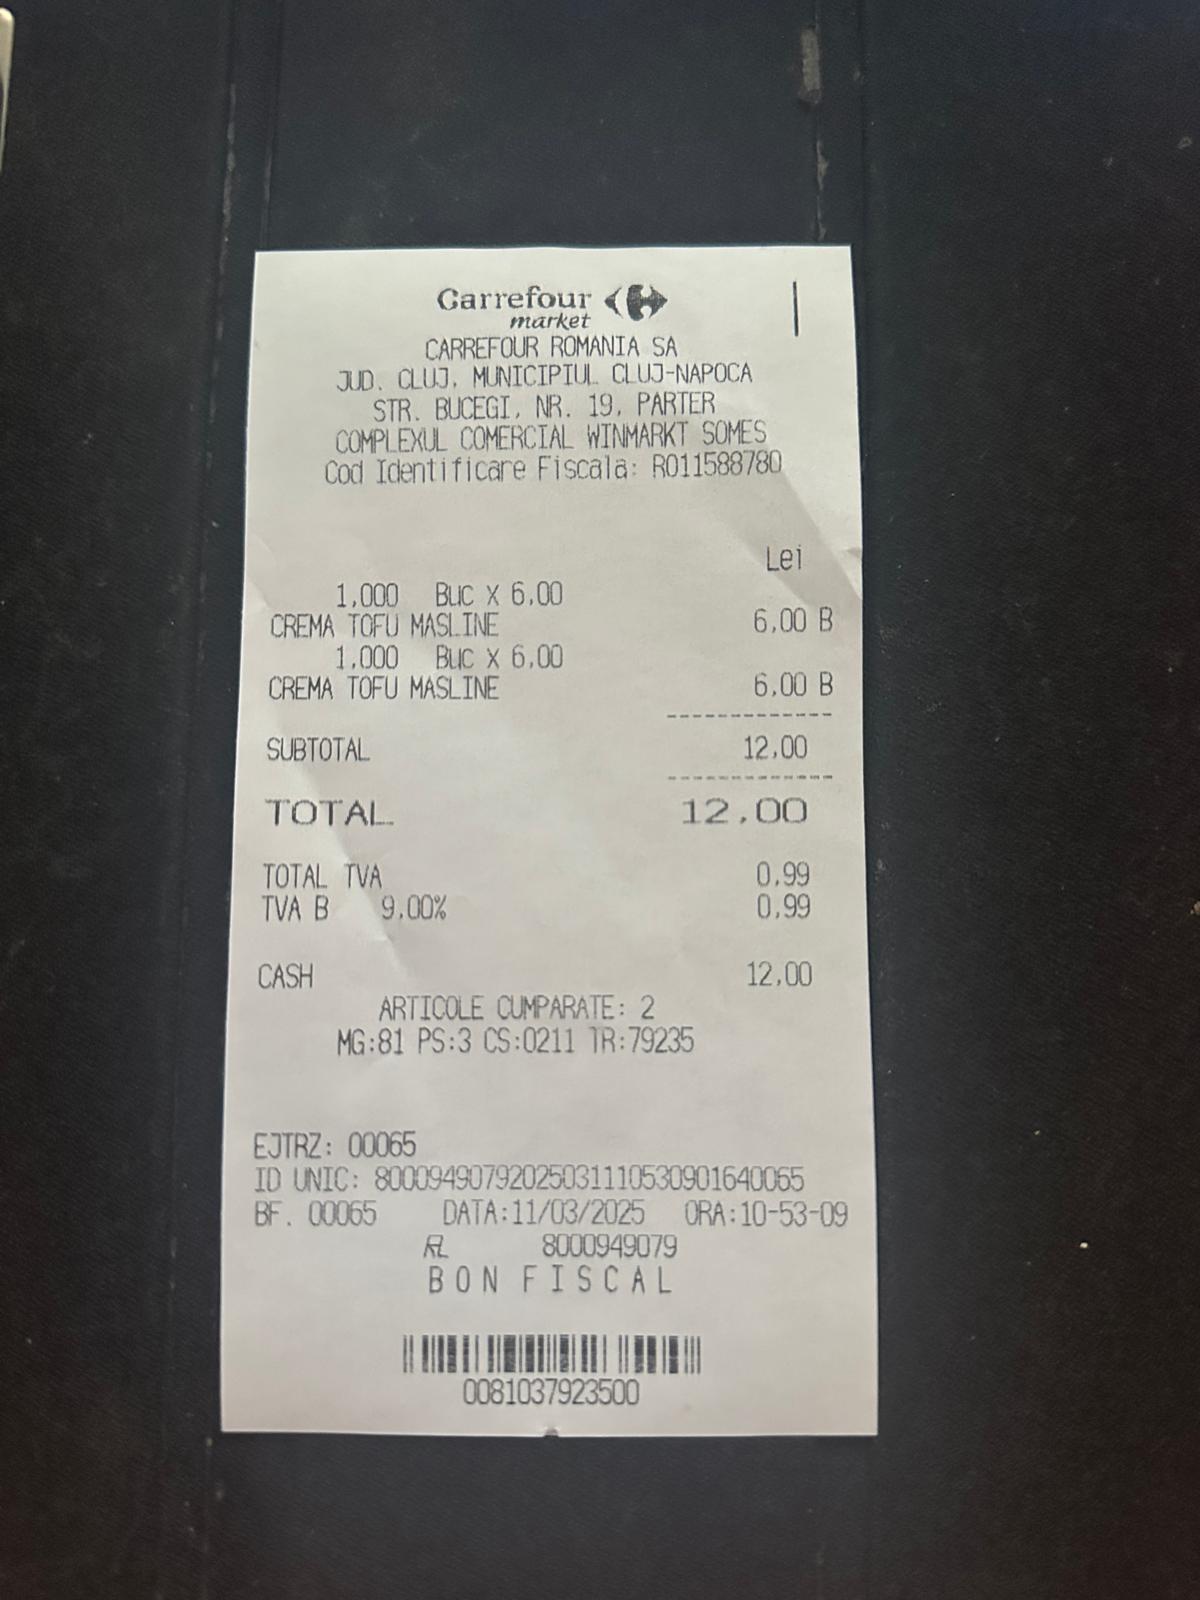 Carrefour
market
CARREFOUR ROMANIA SA
JUD. CLUJ, MUNICIPIUL CLUJ-NAPOCA
STR. BUCEGI, NR. 19, PARTER
COMPLEXUL COMERCIAL WINMARKT SOMES
Cod Identificare Fiscala: RO11588780
Lei
1,000 Buc X 6,00
CREMA TOFU MASLINE 6,00 B
1,000 Buc X 6,00
CREMA TOFU MASLINE 6,00 B
SUBTOTAL 12,00
TOTAL 12,00
TOTAL TVA 0,99
TVA B 9,00% 0,99
CASH 12,00
ARTICOLE CUMPARATE: 2
MG:81 PS:3 CS:0211 TR:79235
EJTRZ: 00065
ID UNIC: 8000949079202503111053090164​0065
BF. 00065 DATA:11/03/2025 ORA:10-53-09
8000949079
BON FISCAL
0081037923500